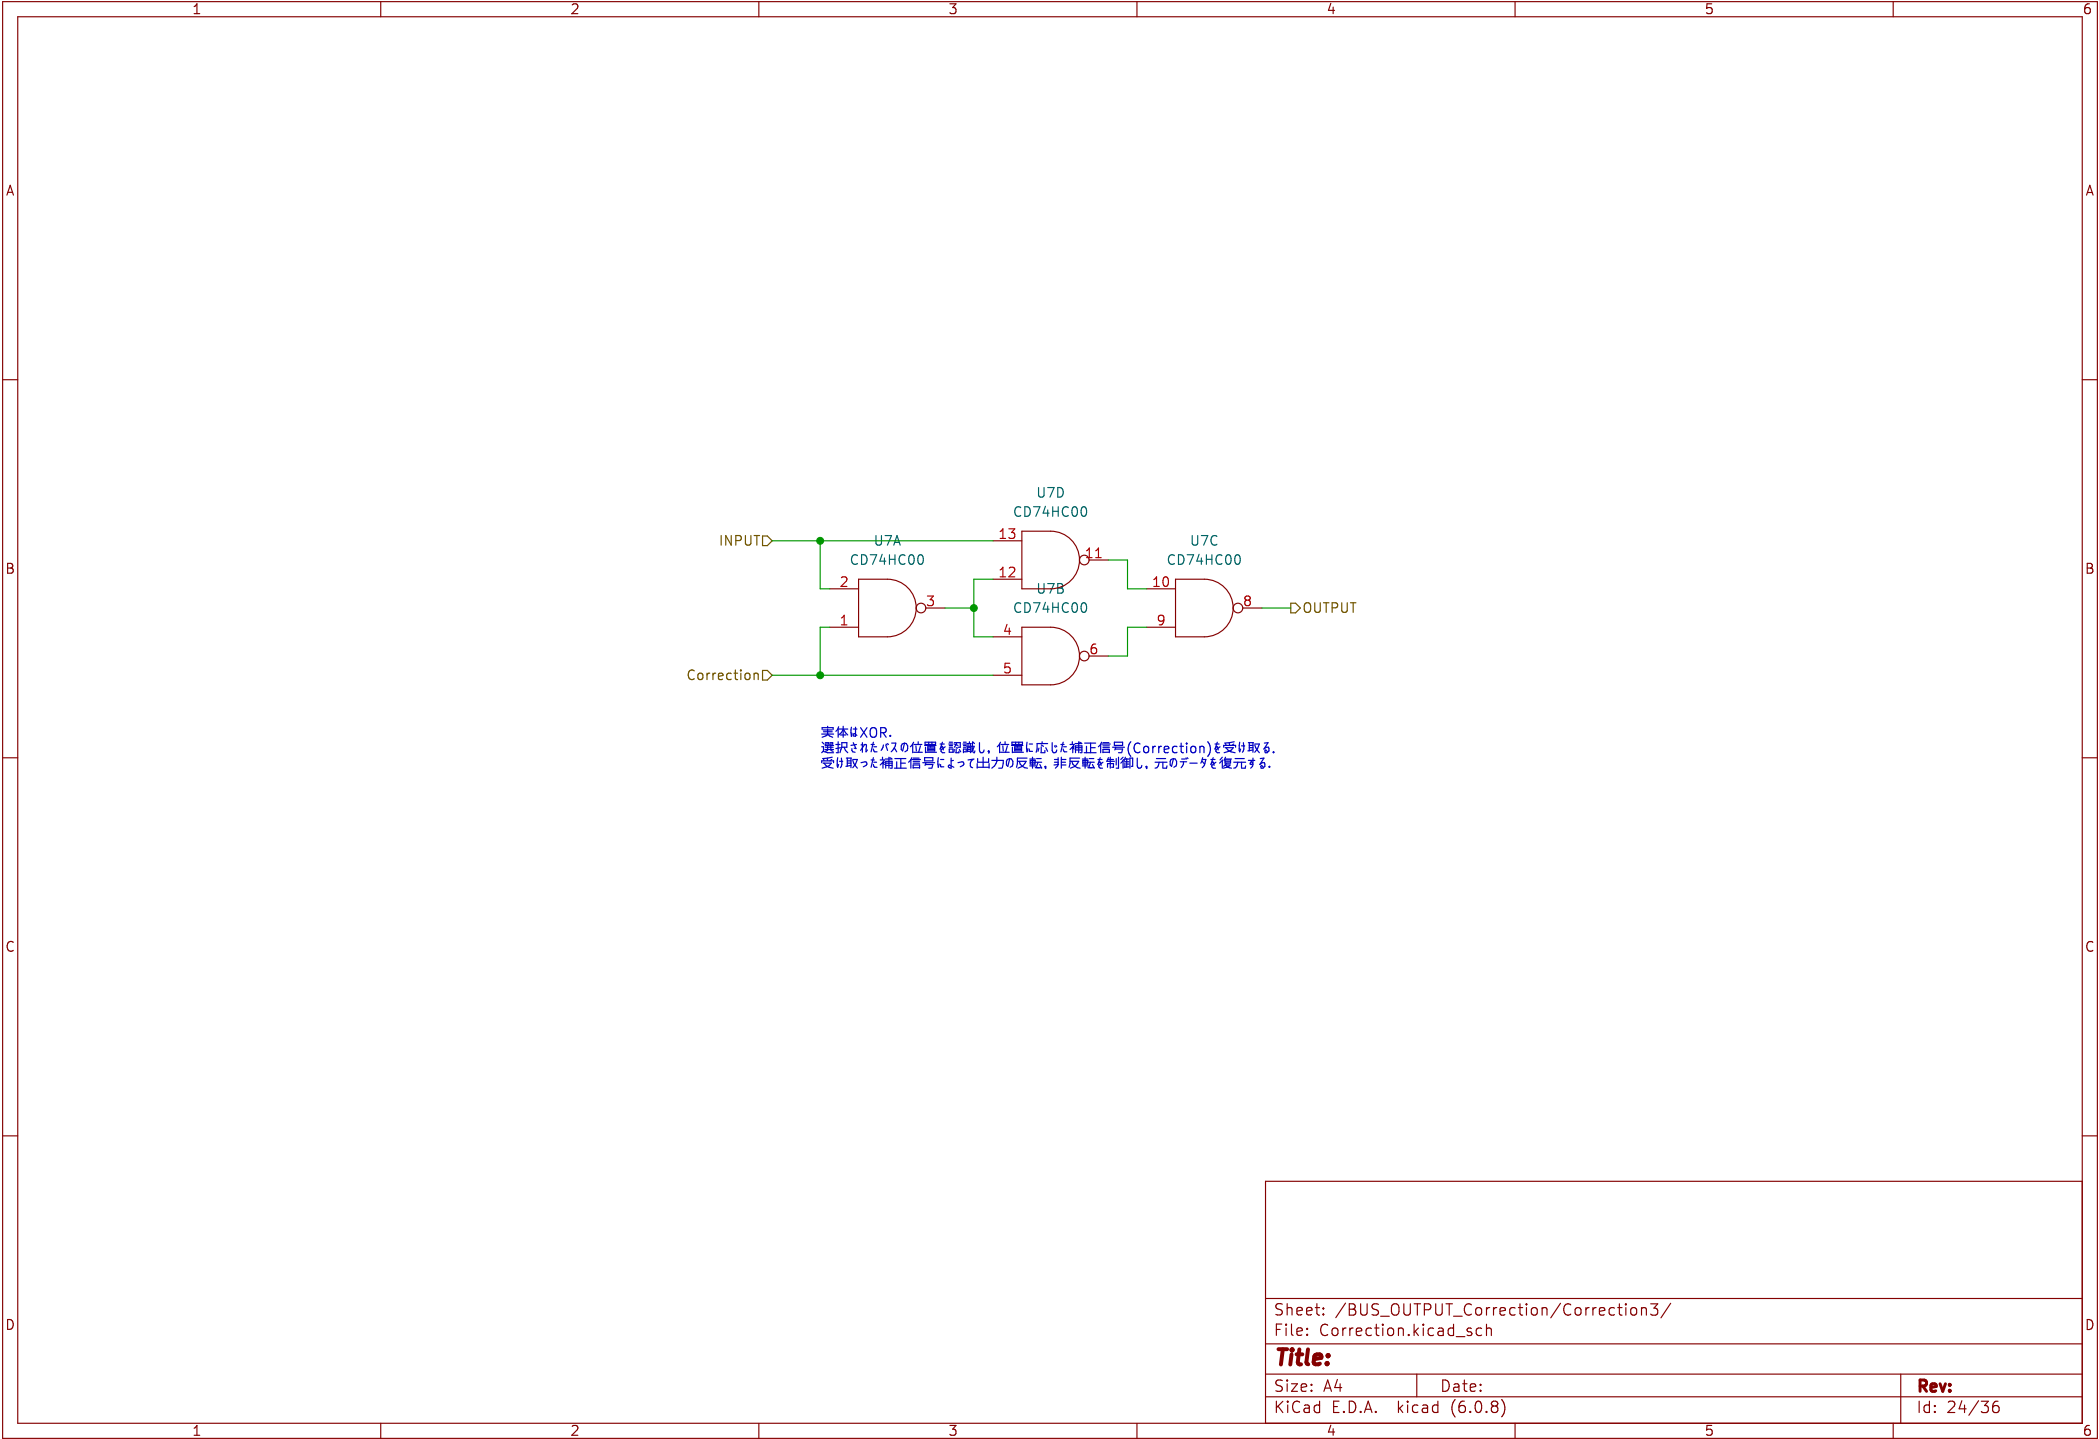 1 2 3 4 5 6
A A
U7D
CD74HC00
INPUT U7A 13 U7C
CD74HC00 11 CD74HC00
B B
2 12 10
U7B
3 CD74HC00 8 OUTPUT
1 4 9
6
Correction 5
実体はXOR.
選択されたバスの位置を認識し, 位置に応じた補正信号(Correction)を受け取る.
受け取った補正信号によって出力の反転, 非反転を制御し, 元のデータを復元する.
C C
Sheet: /BUS_OUTPUT_Correction/Correction3/
File: Correction.kicad_sch
D D
Title:
Size: A4 Date: Rev:
KiCad E.D.A. kicad (6.0.8) Id: 24/36
1 2 3 4 5 6